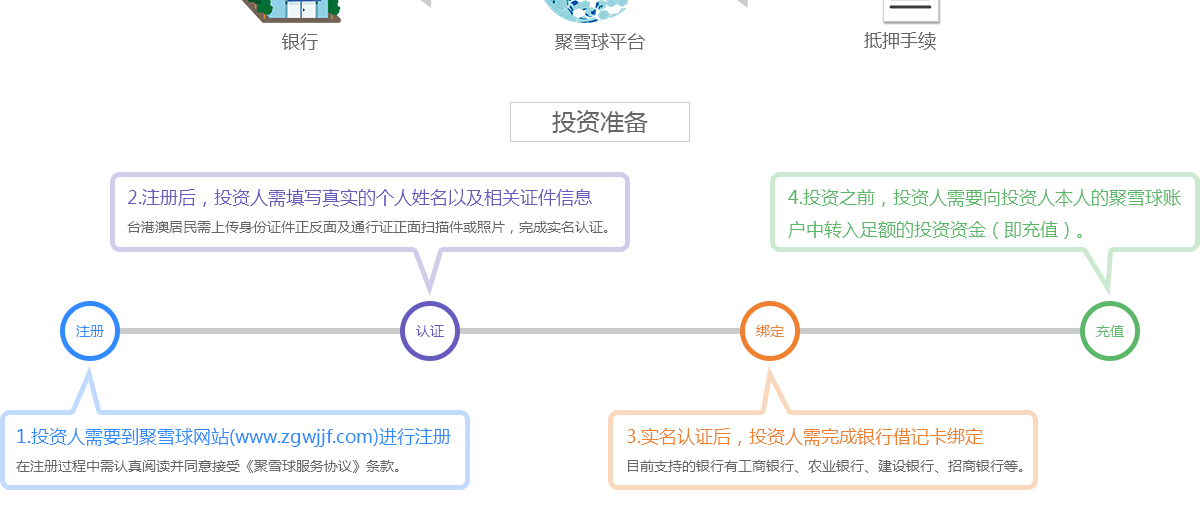 银行
聚雪球平台
抵押手续
投资准备
2.注册后，投资人需填写真实的个人姓名以及相关证件信息
台港澳居民需上传身份证件正反面及通行证正面扫描件或照片，完成实名认证。
4.投资之前，投资人需要向投资人本人的聚雪球账
户中转入足额的投资资金（即充值）。
注册
认证
绑定
充值
1.投资人需要到聚雪球网站(www.zgwjjf.com)进行注册
在注册过程中需认真阅读并同意接受《聚雪球服务协议》条款。
3.实名认证后，投资人需完成银行借记卡绑定
目前支持的银行有工商银行、农业银行、建设银行、招商银行等。